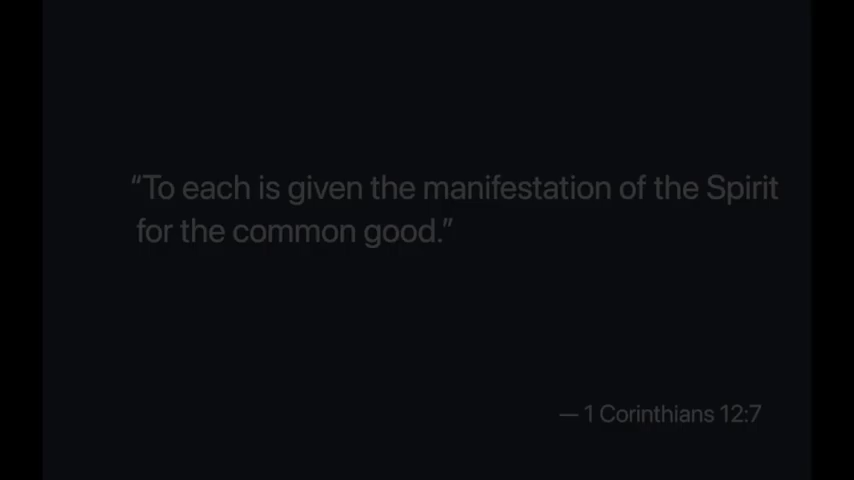 “To each is given the manifestation of the Spirit
for the common good.”
— 1 Corinthians 12:7